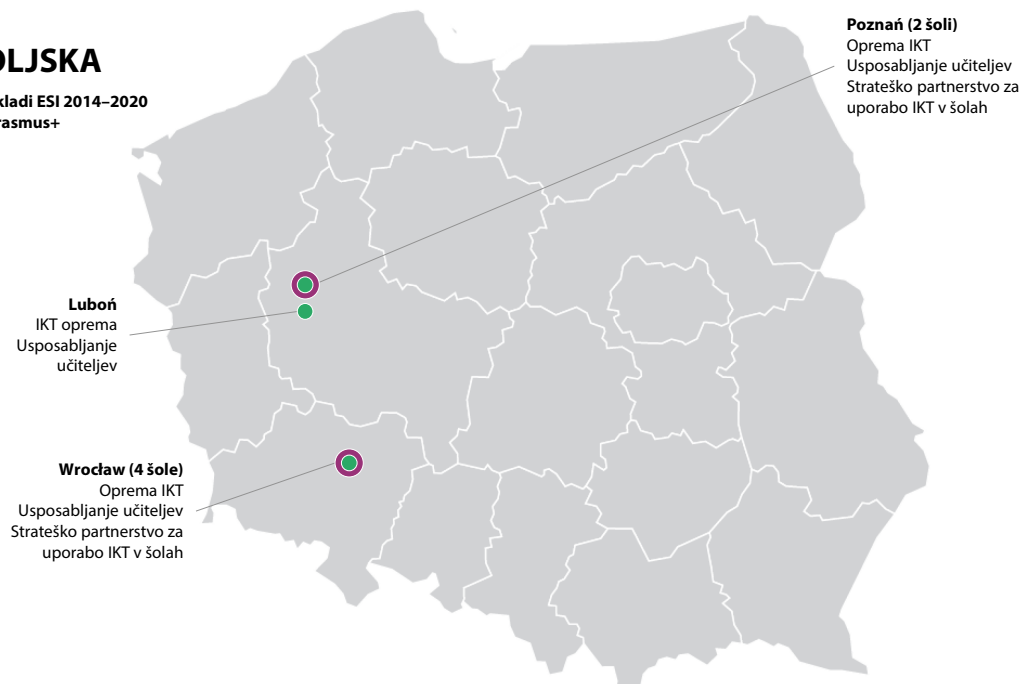 OLJSKA
kladi ESI 2014–2020
rasmus+
Poznań (2 šoli)
Oprema IKT
Usposabljanje učiteljev
Strateško partnerstvo za
uporabo IKT v šolah
Luboń
IKT oprema
Usposabljanje
učiteljev
Wrocław (4 šole)
Oprema IKT
Usposabljanje učiteljev
Strateško partnerstvo za
uporabo IKT v šolah